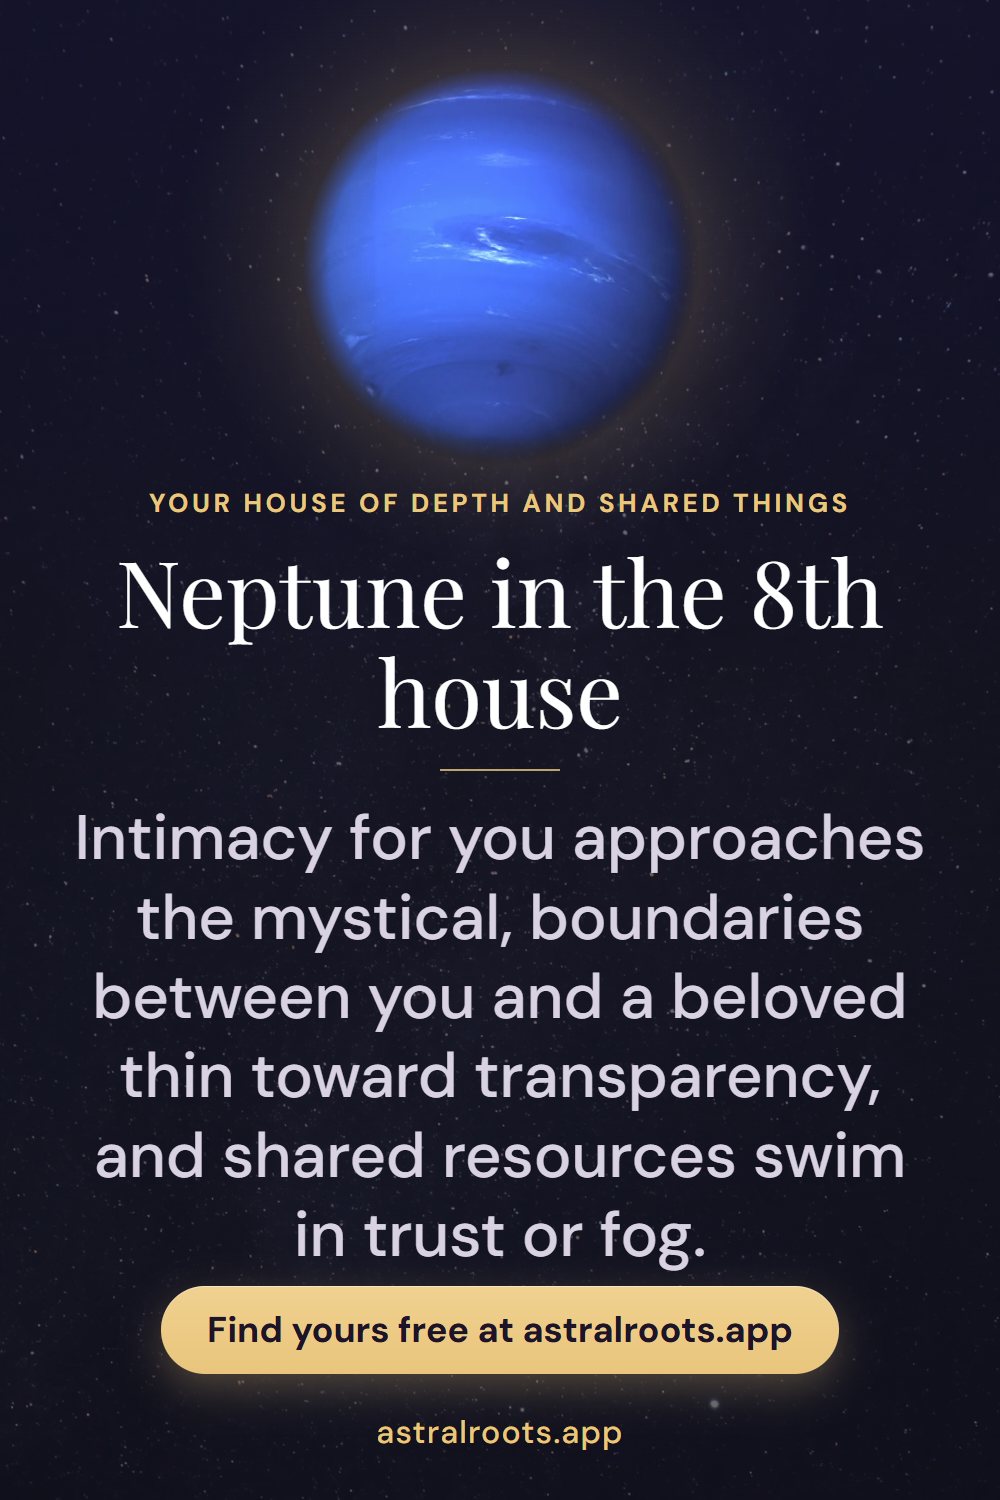 YOUR HOUSE OF DEPTH AND SHARED THINGS
Neptune in the 8th
house
Intimacy for you approaches
the mystical, boundaries
between you and a beloved
thin toward transparency,
and shared resources swim
in trust or fog.
Find yours free at astralroots.app
astralroots.app